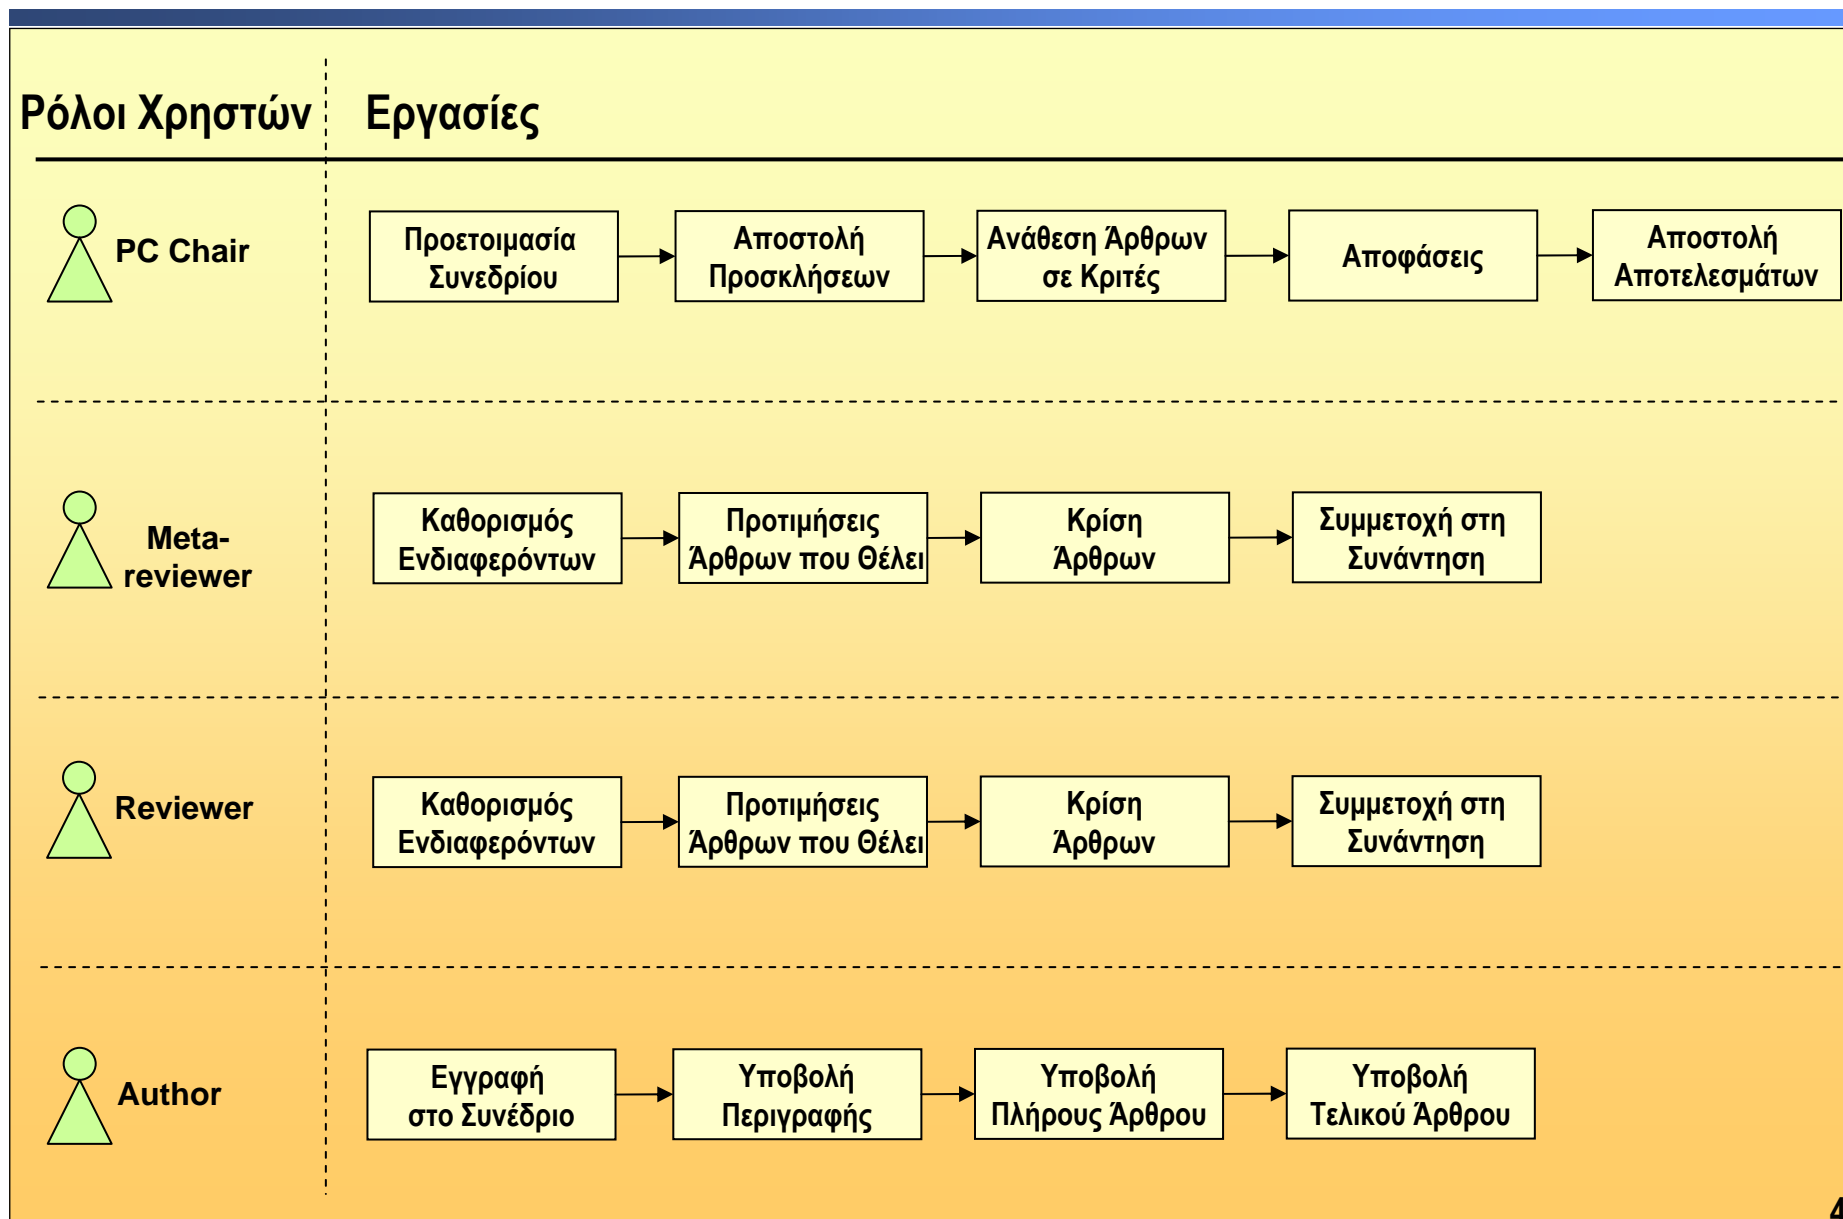 Ρόλοι Χρηστών
Εργασίες
PC Chair
Προετοιμασία
Συνεδρίου
Αποστολή
Προσκλήσεων
Ανάθεση Άρθρων
σε Κριτές
Αποφάσεις
Αποστολή
Αποτελεσμάτων
Meta-
reviewer
Καθορισμός
Ενδιαφερόντων
Προτιμήσεις
Άρθρων που Θέλει
Κρίση
Άρθρων
Συμμετοχή στη
Συνάντηση
Reviewer
Καθορισμός
Ενδιαφερόντων
Προτιμήσεις
Άρθρων που Θέλει
Κρίση
Άρθρων
Συμμετοχή στη
Συνάντηση
Author
Εγγραφή
στο Συνέδριο
Υποβολή
Περιγραφής
Υποβολή
Πλήρους Άρθρου
Υποβολή
Τελικού Άρθρου